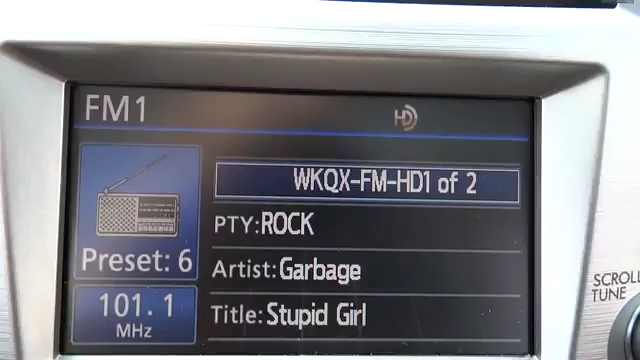 FM1
HD
WKQX-FM-HD1 of 2
PTY:ROCK
Preset: 6
Artist:Garbage
101.1
MHz
Title:Stupid Girl
SCROLL
TUNE